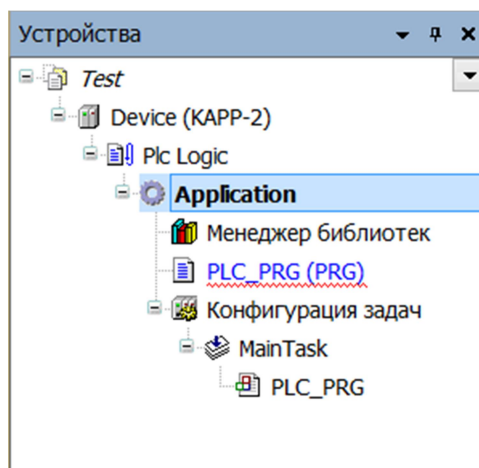 Устройства
Test
Device (KAPP-2)
Plc Logic
Application
Менеджер библиотек
PLC_PRG (PRG)
Конфигурация задач
MainTask
PLC_PRG